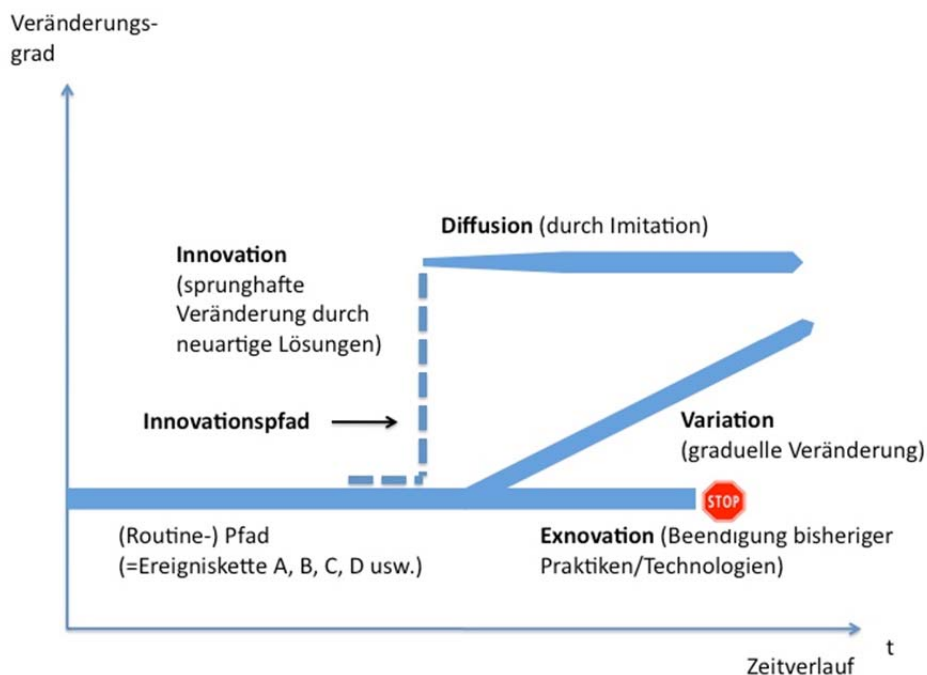 Veränderungs-
grad
Diffusion (durch Imitation)
Innovation
(sprunghafte
Veränderung durch
neuartige Lösungen)
Innovationspfad
Variation
(graduelle Veränderung)
STOP
(Routine-) Pfad
(=Ereigniskette A, B, C, D usw.)
Exnovation (Beendigung bisheriger
Praktiken/Technologien)
t
Zeitverlauf